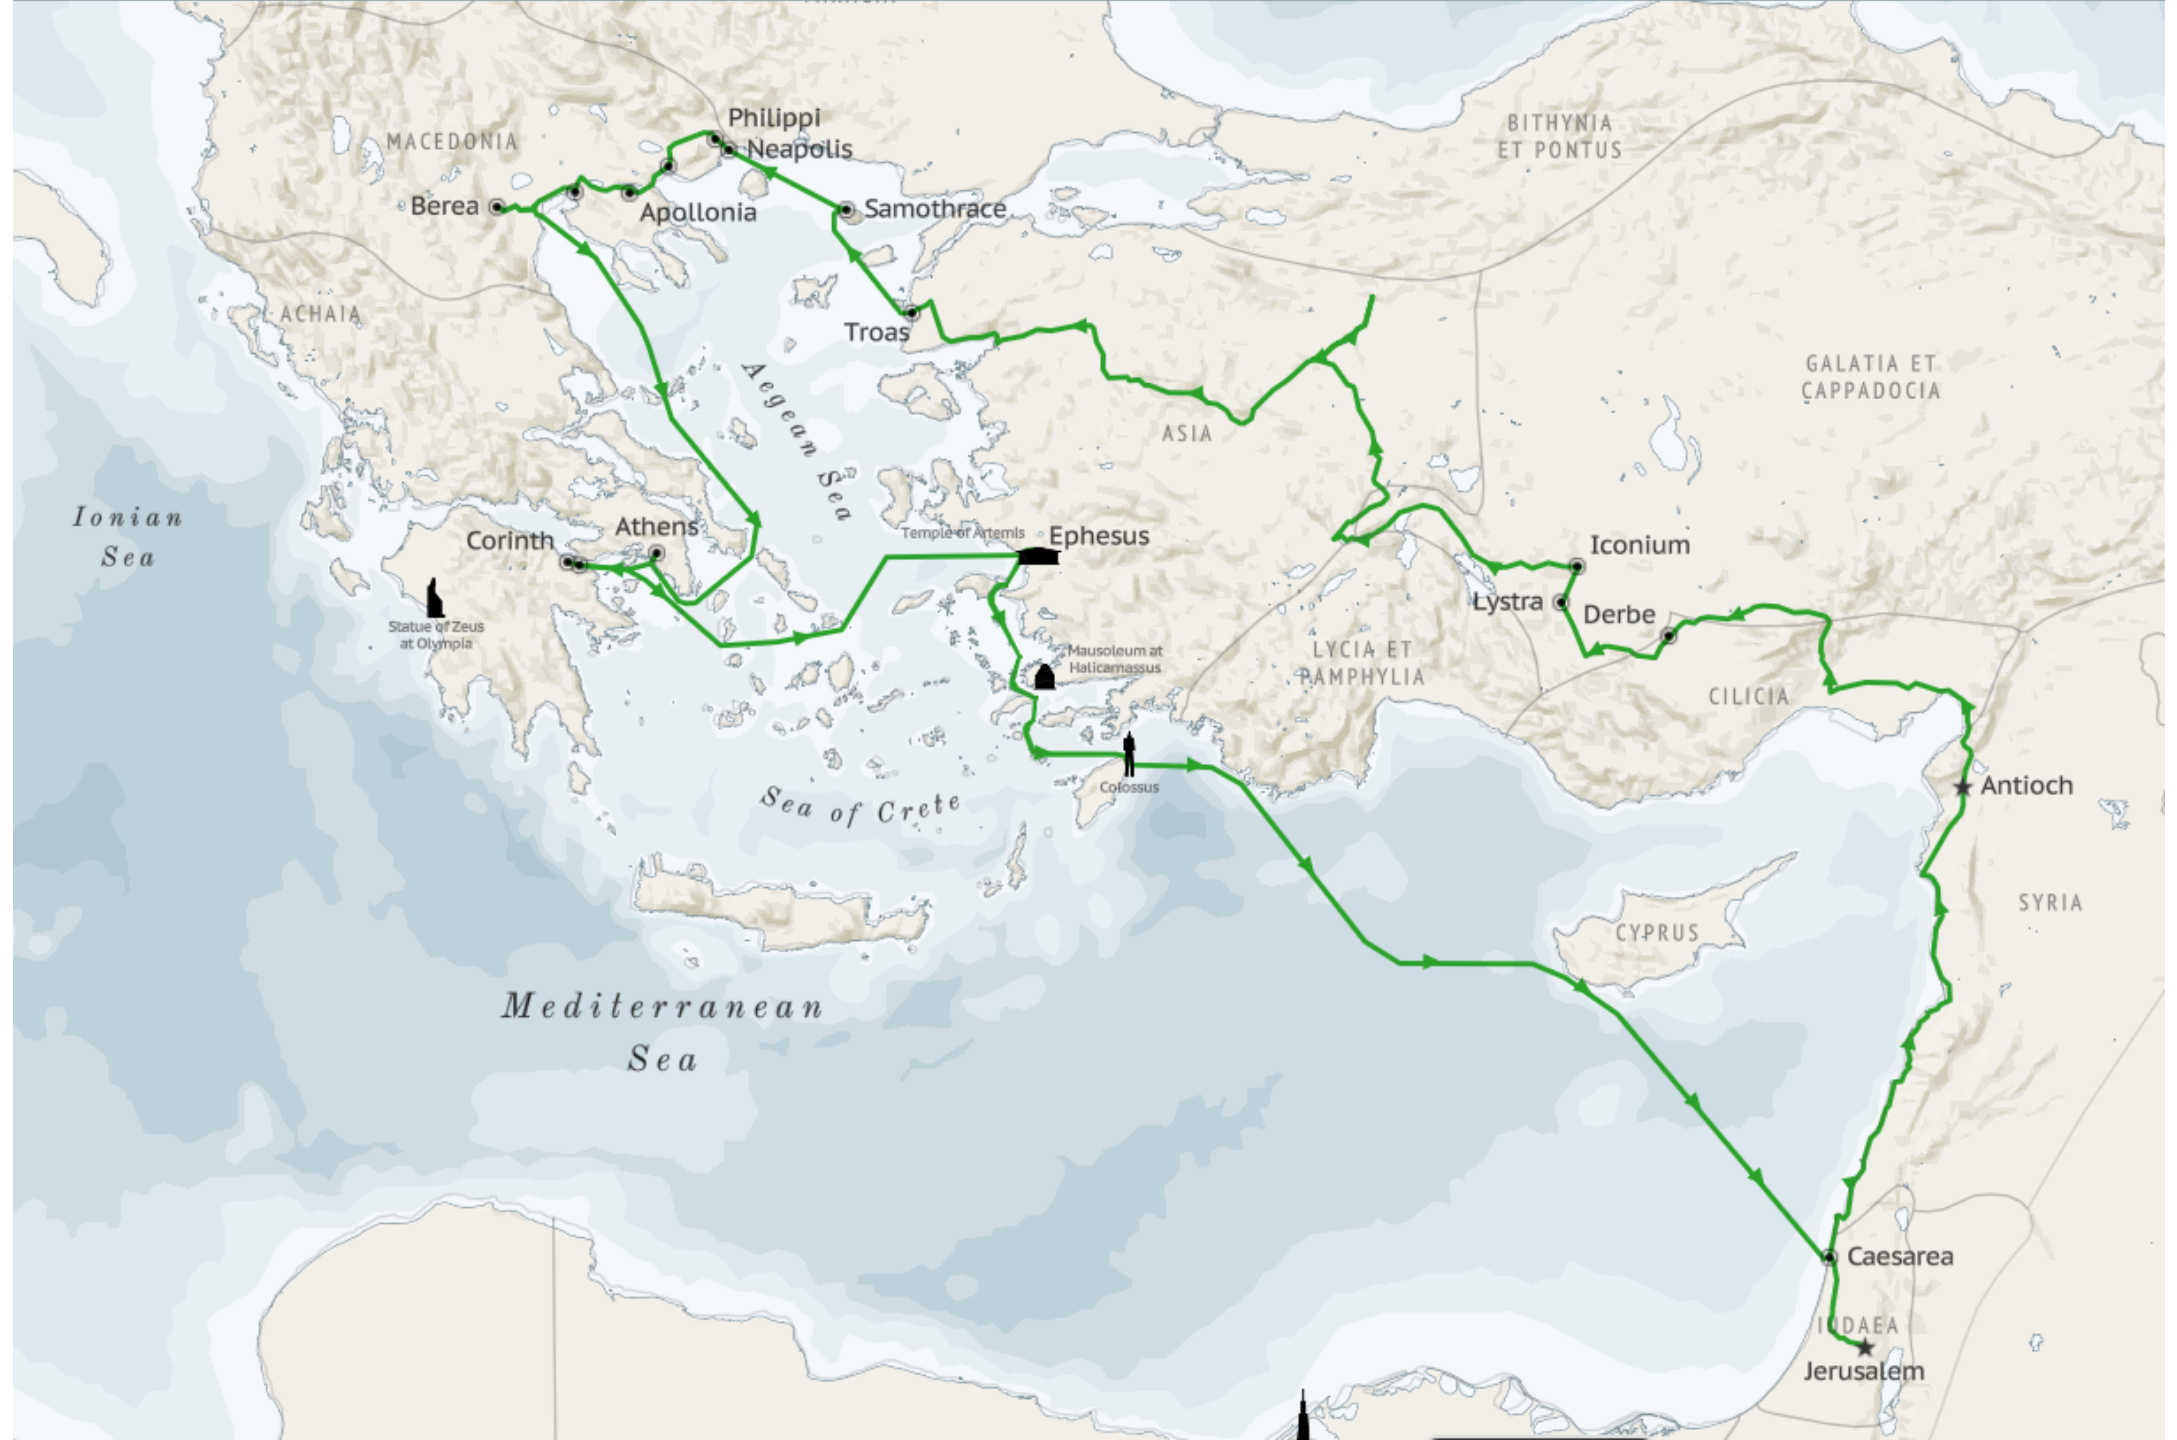 MACEDONIA
Philippi
Neapolis
Berea
Apollonia
Samothrace
BITHYNIA
ET PONTUS
ACHAIA
Troas
Aegean Sea
ASIA
GALATIA ET
CAPPADOCIA
Ionian
Sea
Corinth
Athens
Temple of Artemis
Ephesus
Iconium
Lystra
Derbe
Statue of Zeus
at Olympia
Mausoleum at
Halicarnassus
LYCIA ET
PAMPHYLIA
CILICIA
Sea of Crete
Colossus
Antioch
CYPRUS
SYRIA
Mediterranean
Sea
Caesarea
IUDAEA
Jerusalem